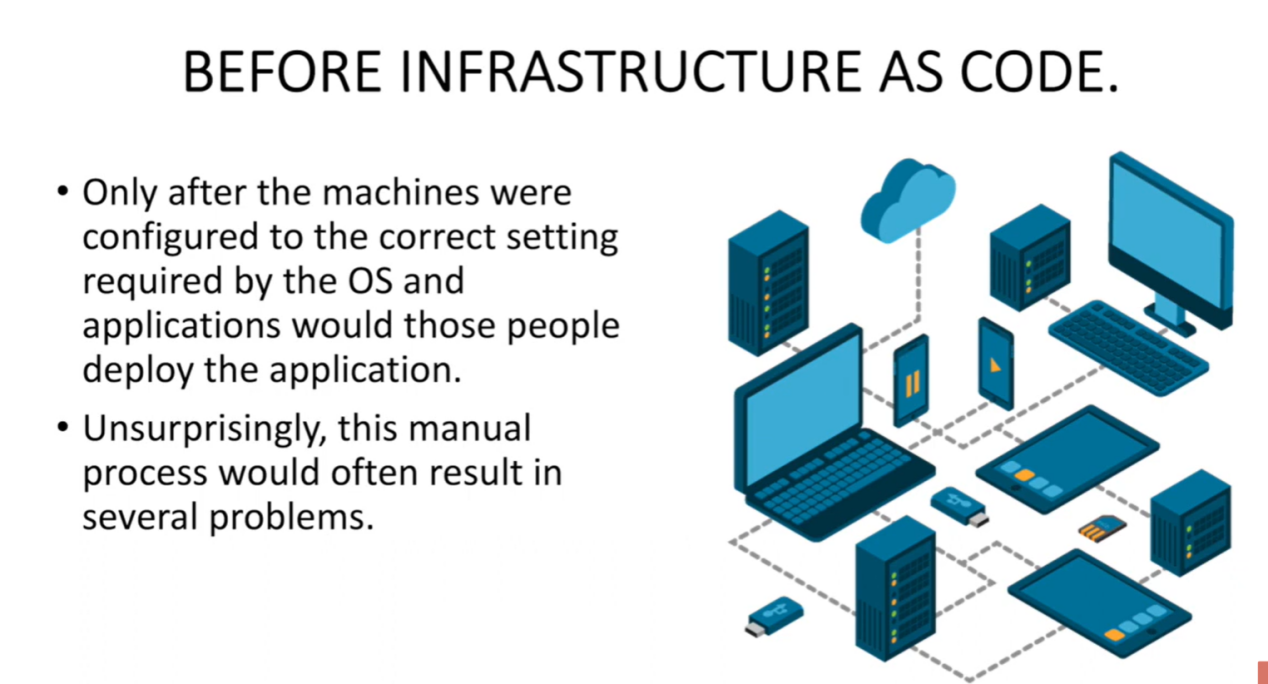 BEFORE INFRASTRUCTURE AS CODE.
• Only after the machines were
configured to the correct setting
required by the OS and
applications would those people
deploy the application.
• Unsurprisingly, this manual
process would often result in
several problems.